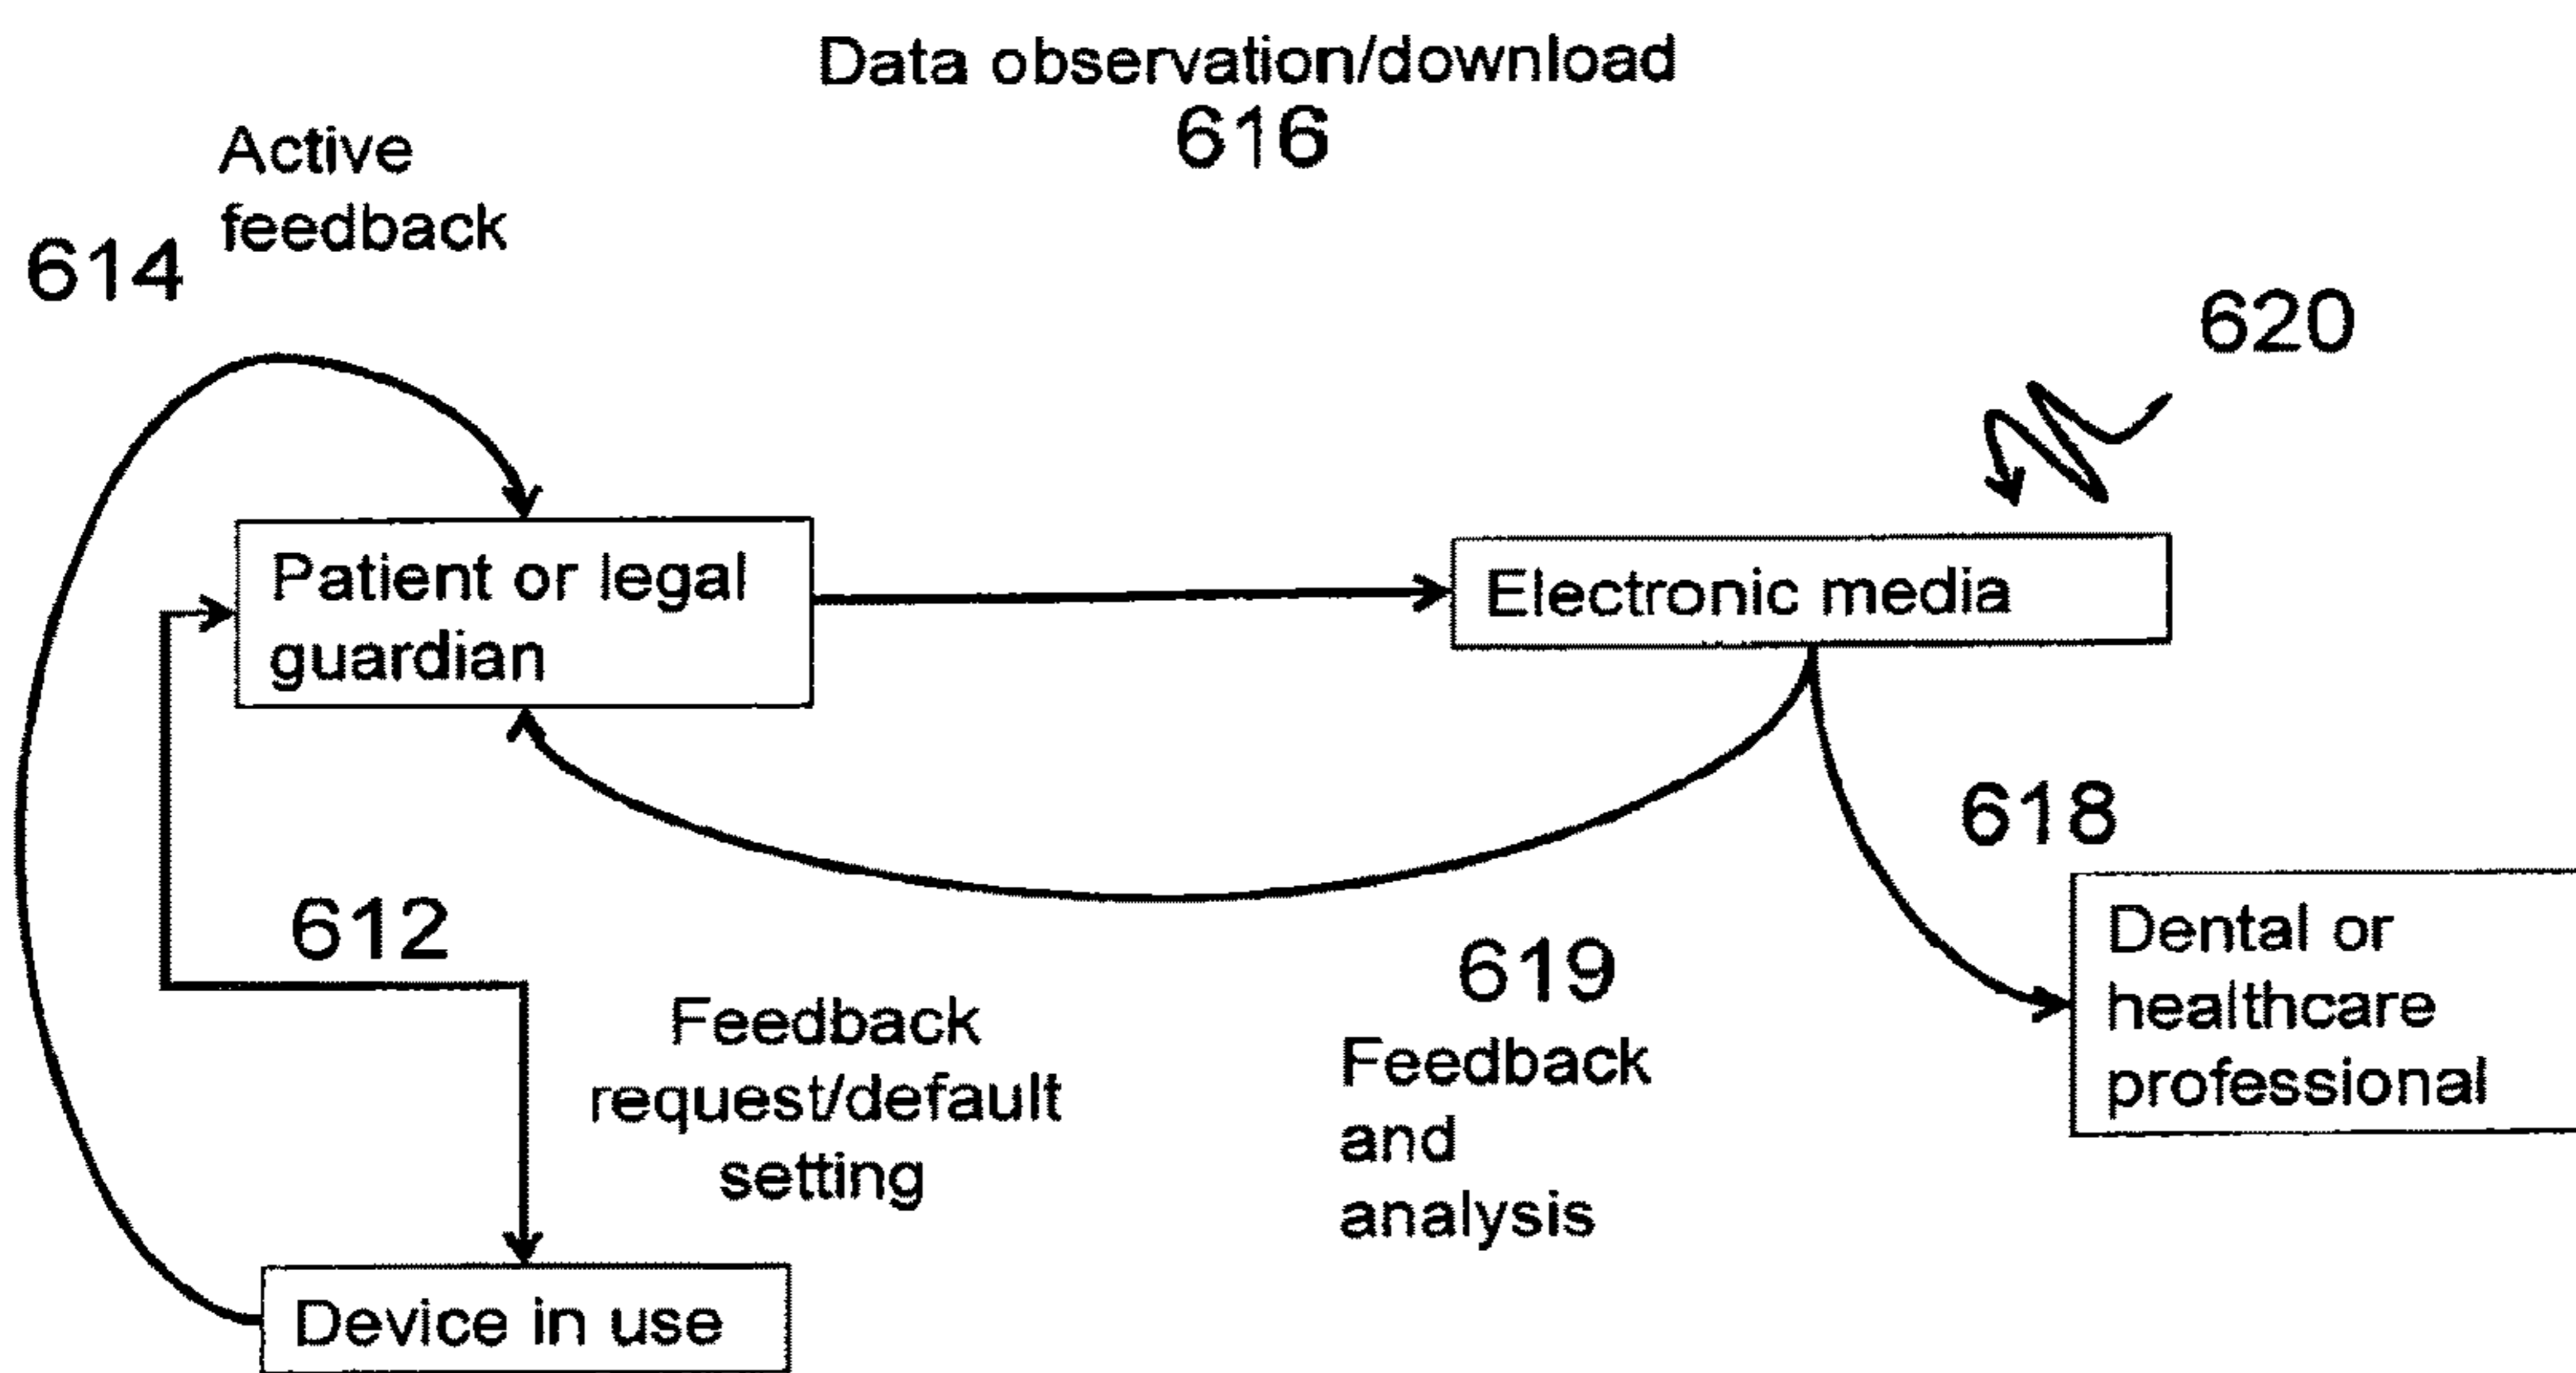 Data observation/download
616
Active
feedback
614
620
Patient or legal
guardian
Electronic media
618
612
Dental or
healthcare
professional
619
Feedback
request/default
setting
Feedback
and
analysis
Device in use